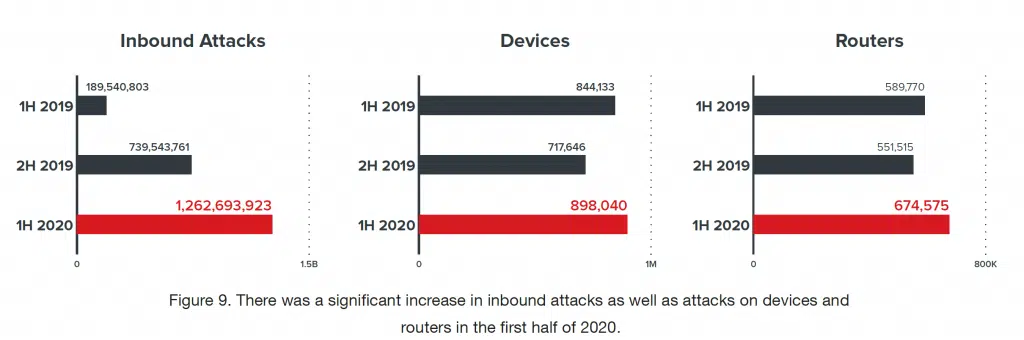 Inbound Attacks
189,540,803
1H 2019
739,543,761
2H 2019
1,262,693,923
1H 2020
0
1.5B
Devices
844,133
1H 2019
717,646
2H 2019
898,040
1H 2020
0
1M
Routers
589,770
1H 2019
551,515
2H 2019
674,575
1H 2020
0
800K
Figure 9. There was a significant increase in inbound attacks as well as attacks on devices and
routers in the first half of 2020.